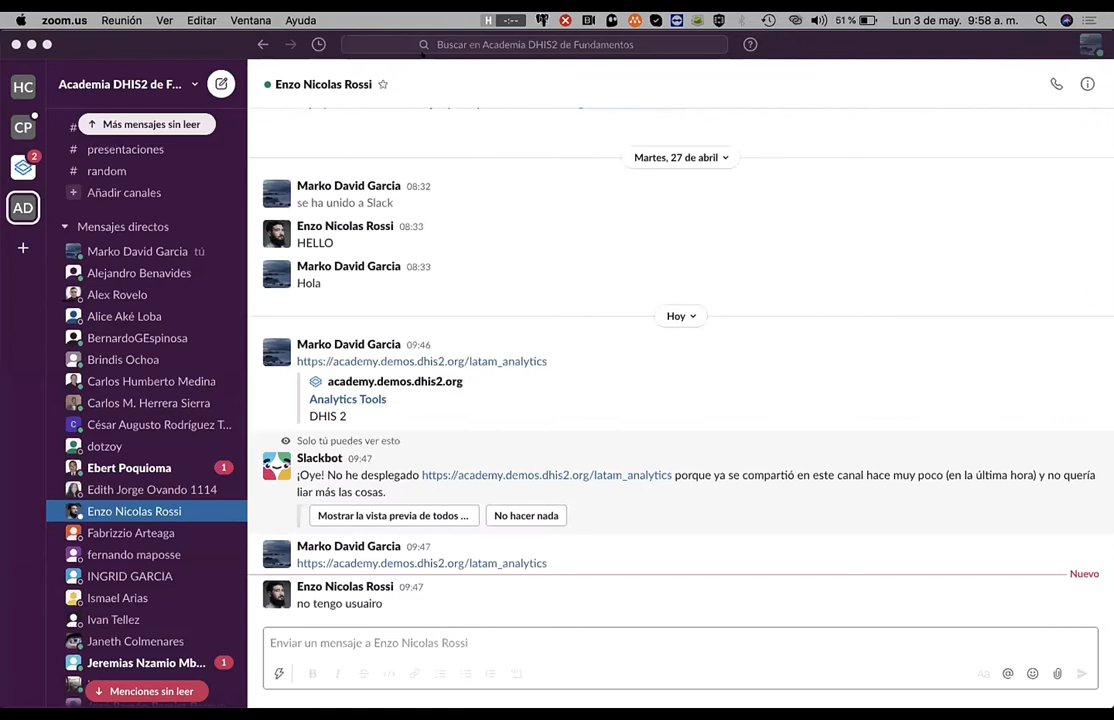 zoom.us Reunión Ver Editar Ventana Ayuda
H -:-- 51 % Lun 3 de may. 9:58 a. m.
Buscar en Academia DHIS2 de Fundamentos
HC
CP
2
AD
Academia DHIS2 de F...
Más mensajes sin leer
#
# presentaciones
# random
+ Añadir canales
Mensajes directos
Marko David Garcia tú
Alejandro Benavides
Alex Rovelo
Alice Aké Loba
BernardoGEspinosa
Brindis Ochoa
Carlos Humberto Medina
Carlos M. Herrera Sierra
C César Augusto Rodríguez T...
dotzoy
Ebert Poquioma 1
Edith Jorge Ovando 1114
Enzo Nicolas Rossi
Fabrizzio Arteaga
fernando maposse
INGRID GARCIA
Ismael Arias
Ivan Tellez
Janeth Colmenares
Jeremias Nzamio Mb... 1
Menciones sin leer
Enzo Nicolas Rossi
Martes, 27 de abril
Marko David Garcia 08:32
se ha unido a Slack
Enzo Nicolas Rossi 08:33
HELLO
Marko David Garcia 08:33
Hola
Hoy
Marko David Garcia 09:46
https://academy.demos.dhis2.org/latam_analytics
academy.demos.dhis2.org
Analytics Tools
DHIS 2
Solo tú puedes ver esto
Slackbot 09:47
¡Oye! No he desplegado https://academy.demos.dhis2.org/latam_analytics porque ya se compartió en este canal hace muy poco (en la última hora) y no quería
liar más las cosas.
Mostrar la vista previa de todos ... No hacer nada
Marko David Garcia 09:47
https://academy.demos.dhis2.org/latam_analytics
Nuevo
Enzo Nicolas Rossi 09:47
no tengo usuairo
Enviar un mensaje a Enzo Nicolas Rossi
B I S Aa @